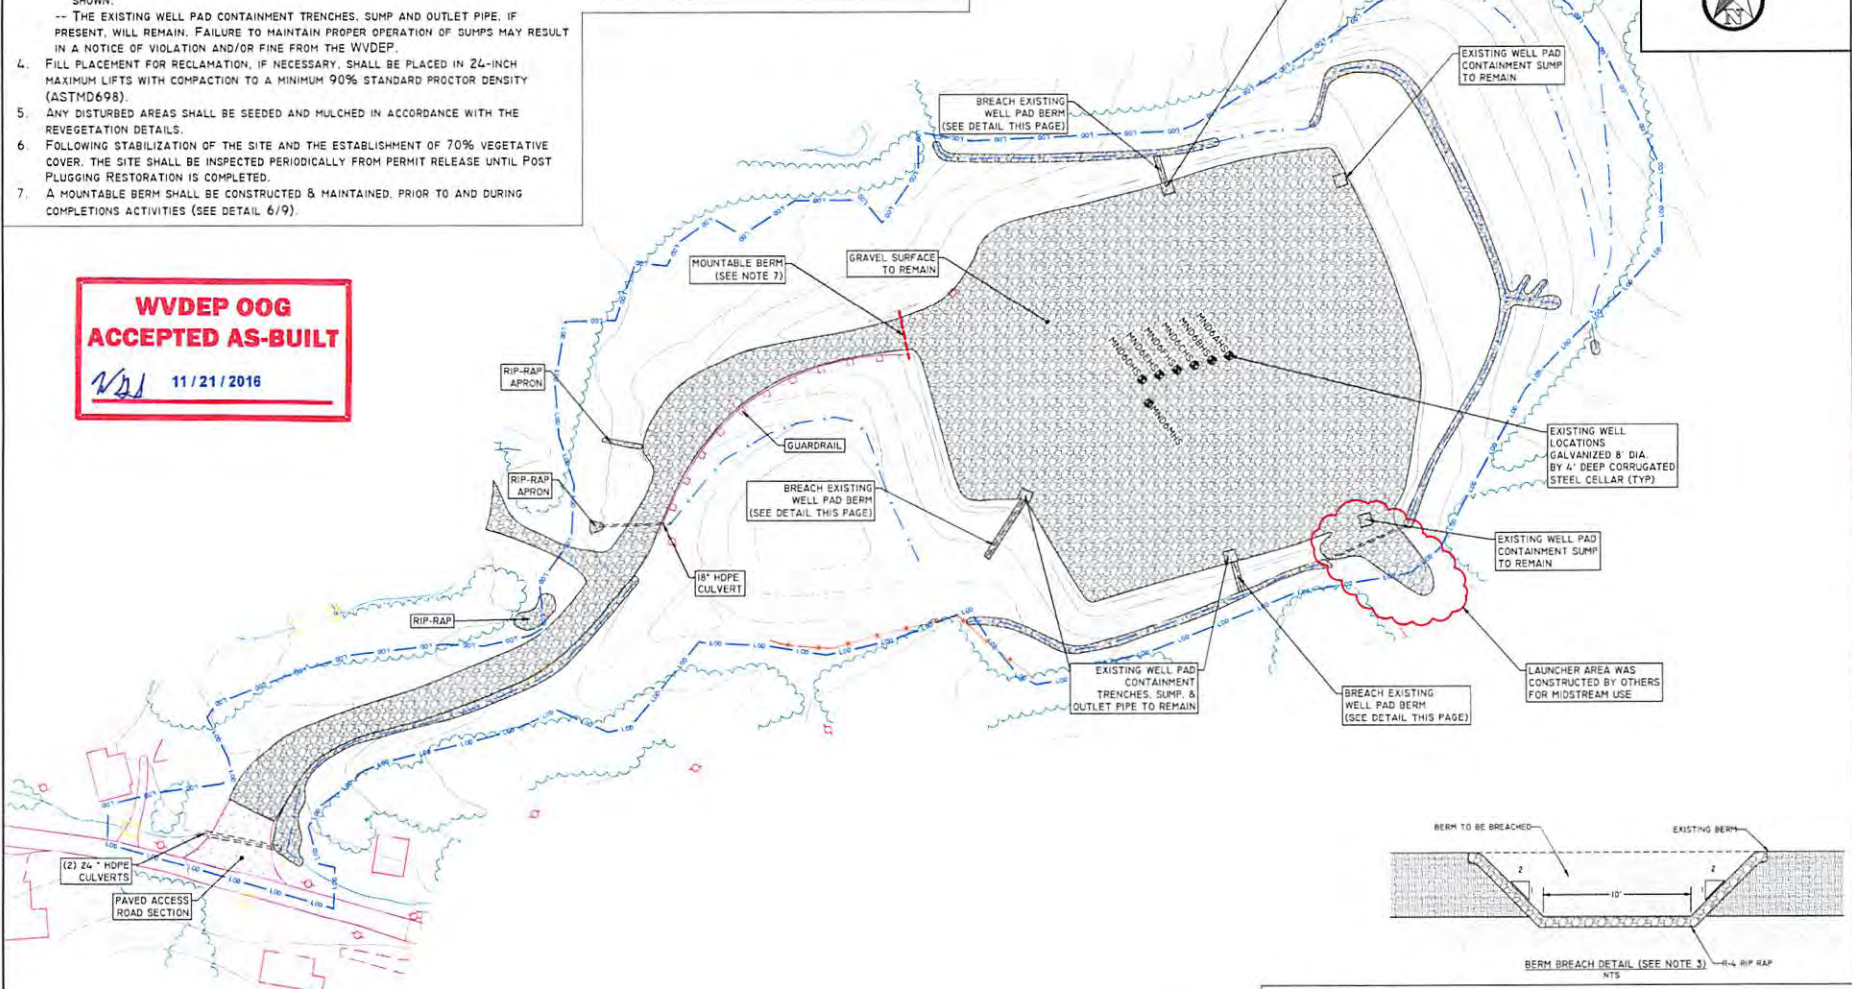 SHOWN.
-- THE EXISTING WELL PAD CONTAINMENT TRENCHES, SUMP AND OUTLET PIPE, IF
PRESENT, WILL REMAIN. FAILURE TO MAINTAIN PROPER OPERATION OF SUMPS MAY RESULT
IN A NOTICE OF VIOLATION AND/OR FINE FROM THE WVDEP.
4. FILL PLACEMENT FOR RECLAMATION, IF NECESSARY, SHALL BE PLACED IN 24-INCH
MAXIMUM LIFTS WITH COMPACTION TO A MINIMUM 90% STANDARD PROCTOR DENSITY
(ASTMD698).
5. ANY DISTURBED AREAS SHALL BE SEEDED AND MULCHED IN ACCORDANCE WITH THE
REVEGETATION DETAILS.
6. FOLLOWING STABILIZATION OF THE SITE AND THE ESTABLISHMENT OF 70% VEGETATIVE
COVER, THE SITE SHALL BE INSPECTED PERIODICALLY FROM PERMIT RELEASE UNTIL POST
PLUGGING RESTORATION IS COMPLETED.
7. A MOUNTABLE BERM SHALL BE CONSTRUCTED & MAINTAINED, PRIOR TO AND DURING
COMPLETIONS ACTIVITIES (SEE DETAIL 6/9).
N
EXISTING WELL PAD
CONTAINMENT SUMP
TO REMAIN
BREACH EXISTING
WELL PAD BERM
(SEE DETAIL THIS PAGE)
MOUNTABLE BERM
(SEE NOTE 7)
GRAVEL SURFACE
TO REMAIN
WVDEP OOG
ACCEPTED AS-BUILT
11/21/2016
MND6AHS
MND6BHS
MND6CHS
MND6FHS
MND6EHS
MND6DHS
MND6MHS
RIP-RAP
APRON
GUARDRAIL
EXISTING WELL
LOCATIONS
GALVANIZED 8' DIA.
BY 4' DEEP CORRUGATED
STEEL CELLAR (TYP)
RIP-RAP
APRON
BREACH EXISTING
WELL PAD BERM
(SEE DETAIL THIS PAGE)
EXISTING WELL PAD
CONTAINMENT SUMP
TO REMAIN
18" HDPE
CULVERT
RIP-RAP
EXISTING WELL PAD
CONTAINMENT
TRENCHES, SUMP, &
OUTLET PIPE TO REMAIN
BREACH EXISTING
WELL PAD BERM
(SEE DETAIL THIS PAGE)
LAUNCHER AREA WAS
CONSTRUCTED BY OTHERS
FOR MIDSTREAM USE
(2) 24 " HDPE
CULVERTS
PAVED ACCESS
ROAD SECTION
BERM TO BE BREACHED
EXISTING BERM
2
1
10'
2
1
R-4 RIP RAP
BERM BREACH DETAIL (SEE NOTE 3)
NTS